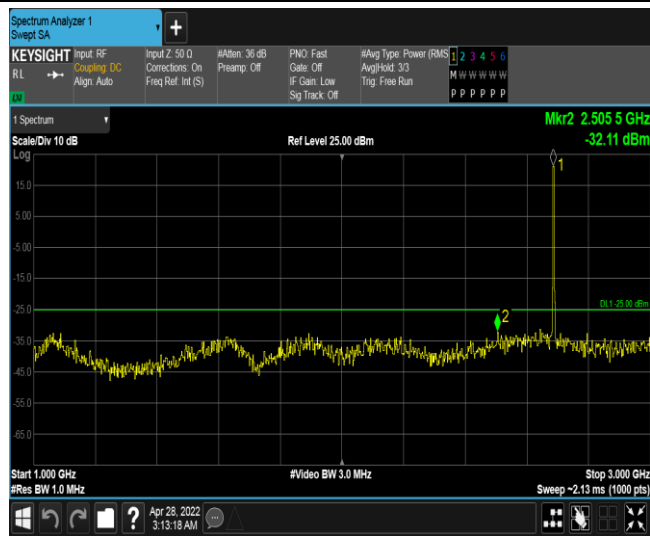 Spectrum Analyzer 1
Swept SA
+
KEYSIGHT
RL
Input: RF
Coupling: DC
Align: Auto
Input Z: 50 Ω
Corrections: On
Freq Ref: Int (S)
#Atten: 36 dB
Preamp: Off
PNO: Fast
Gate: Off
IF Gain: Low
Sig Track: Off
#Avg Type: Power (RMS
Avg|Hold: 3/3
Trig: Free Run
1 2 3 4 5 6
M W W W W W
P P P P P P
1 Spectrum
Mkr2 2.505 5 GHz
Scale/Div 10 dB
Ref Level 25.00 dBm
-32.11 dBm
Log
1
15.0
5.00
-5.00
-15.0
-25.0
DL1 -25.00 dBm
2
-35.0
-45.0
-55.0
-65.0
Start 1.000 GHz
#Video BW 3.0 MHz
Stop 3.000 GHz
#Res BW 1.0 MHz
Sweep ~2.13 ms (1000 pts)
?
Apr 28, 2022
3:13:18 AM